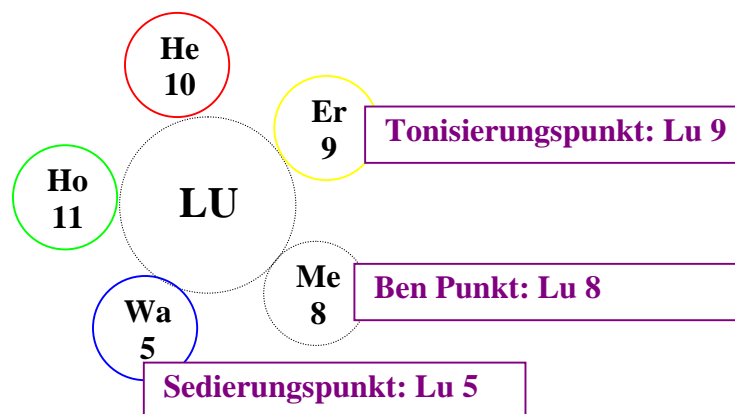 He
10
Er
9
Tonisierungspunkt: Lu 9
Ho
11
LU
Me
8
Ben Punkt: Lu 8
Wa
5
Sedierungspunkt: Lu 5